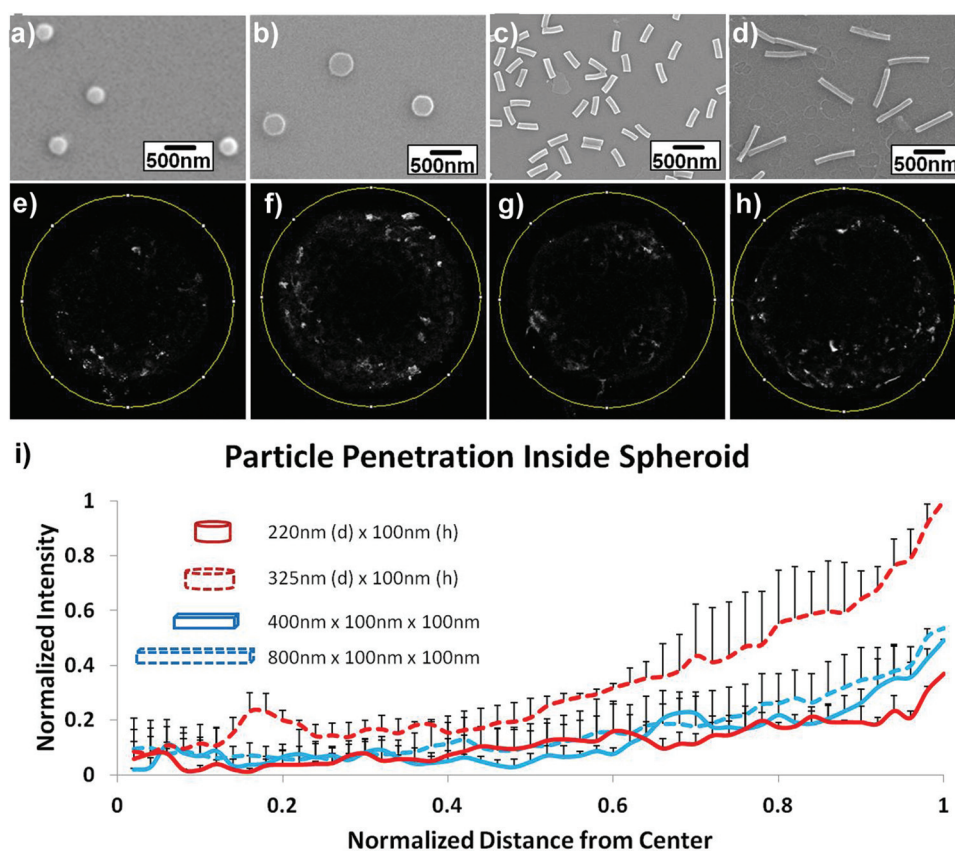 a)
b)
c)
d)
500nm
500nm
500nm
500nm
e)
f)
g)
h)
i)
Particle Penetration Inside Spheroid
Normalized Intensity
1
0.8
0.6
0.4
0.2
0
220nm (d) x 100nm (h)
325nm (d) x 100nm (h)
400nm x 100nm x 100nm
800nm x 100nm x 100nm
0 0.2 0.4 0.6 0.8 1
Normalized Distance from Center